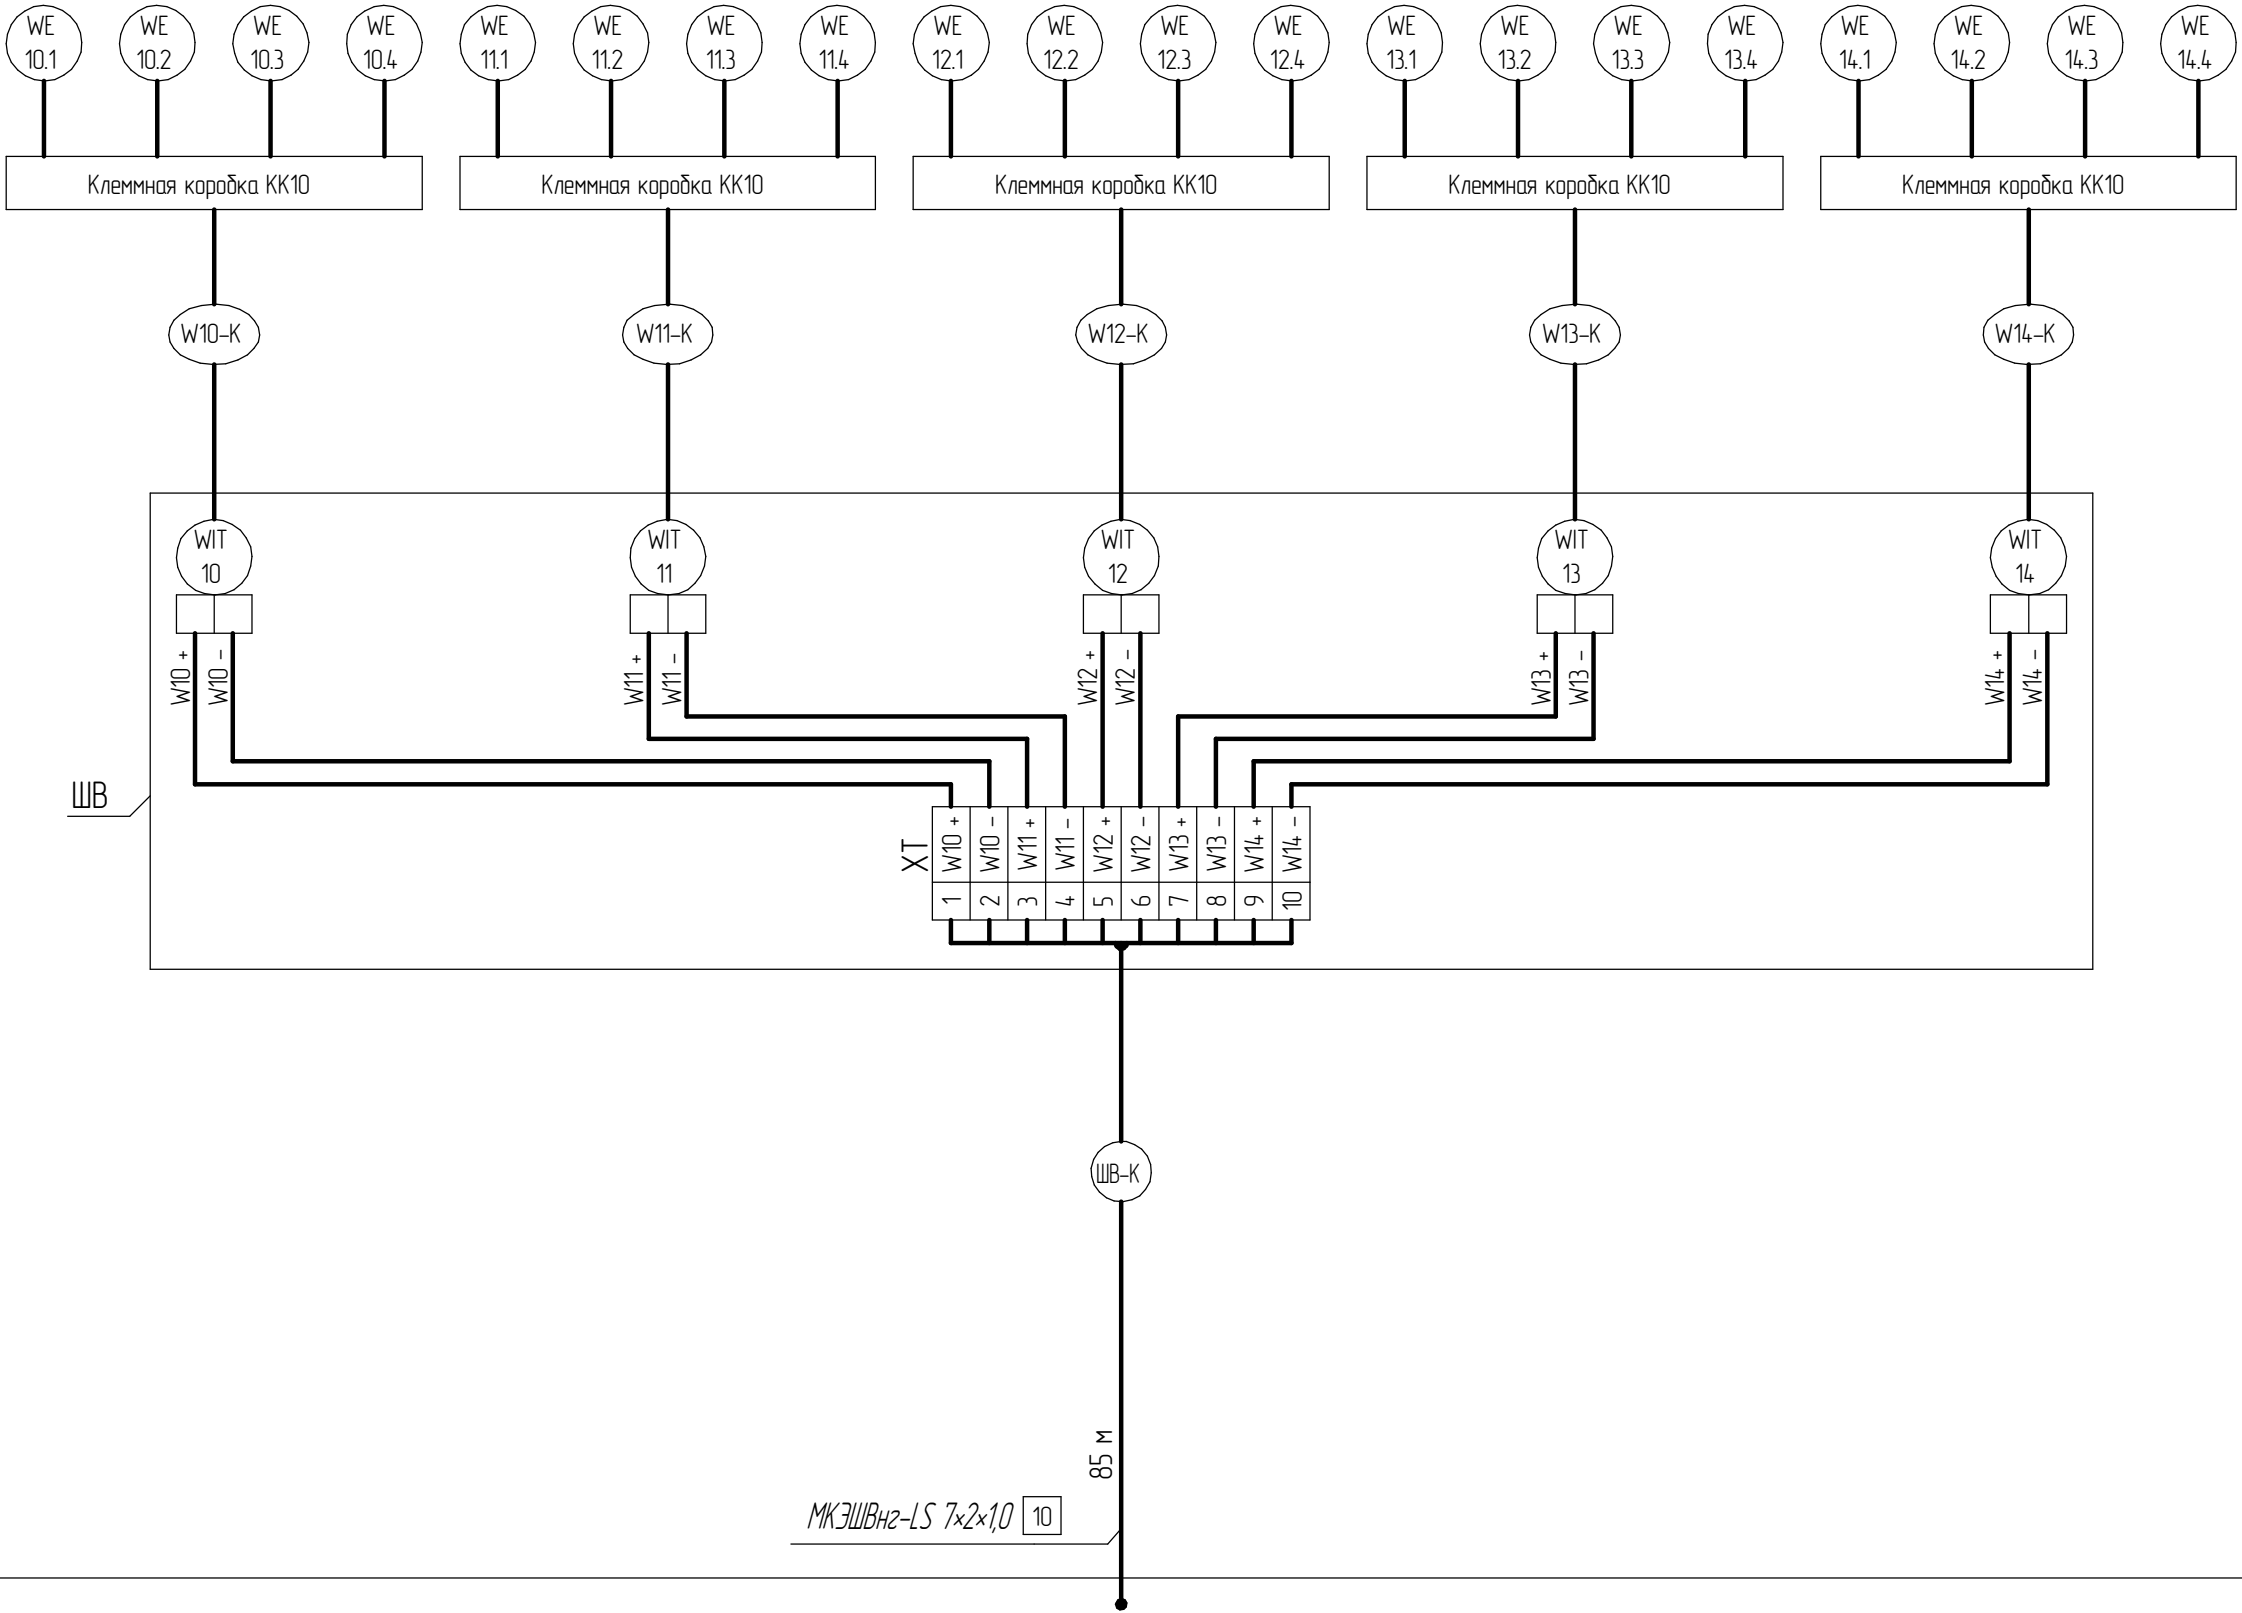 WE
10.1
WE
10.2
WE
10.3
WE
10.4
WE
11.1
WE
11.2
WE
11.3
WE
11.4
WE
12.1
WE
12.2
WE
12.3
WE
12.4
WE
13.1
WE
13.2
WE
13.3
WE
13.4
WE
14.1
WE
14.2
WE
14.3
WE
14.4
Клеммная коробка КК10
Клеммная коробка КК10
Клеммная коробка КК10
Клеммная коробка КК10
Клеммная коробка КК10
W10-К
W11-К
W12-К
W13-К
W14-К
WIT
10
WIT
11
WIT
12
WIT
13
WIT
14
W10 +
W10 -
W11 +
W11 -
W12 +
W12 -
W13 +
W13 -
W14 +
W14 -
ШВ
XT
W10 +
W10 -
W11 +
W11 -
W12 +
W12 -
W13 +
W13 -
W14 +
W14 -
1
2
3
4
5
6
7
8
9
10
ШВ-К
85 м
МКЭШВнг-LS 7x2x1,0 10